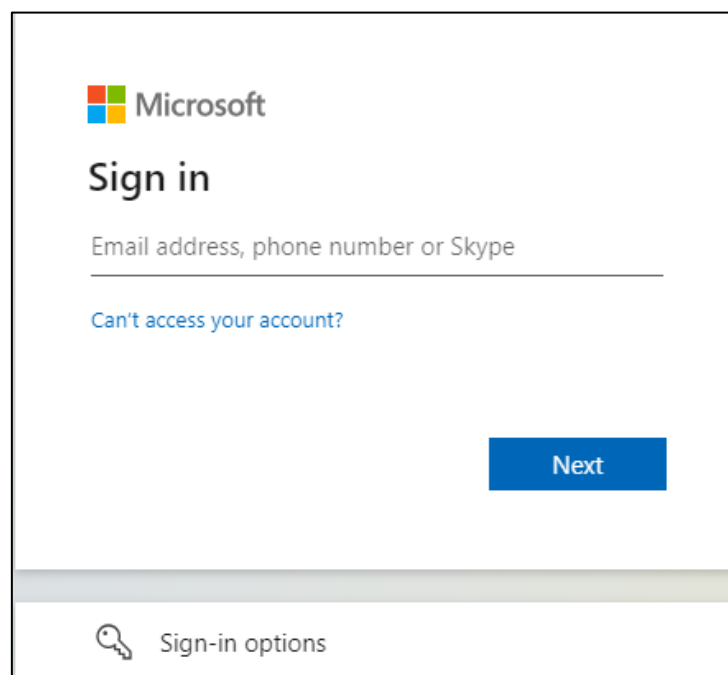 Microsoft
Sign in
Email address, phone number or Skype
Can't access your account?
Next
Sign-in options